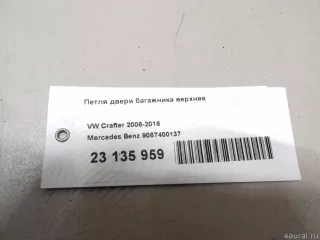 Петля двери багажника верхняя
VW Crafter 2006-2016
Mercedes Benz 9067400137
23 135 959
eaural.ru